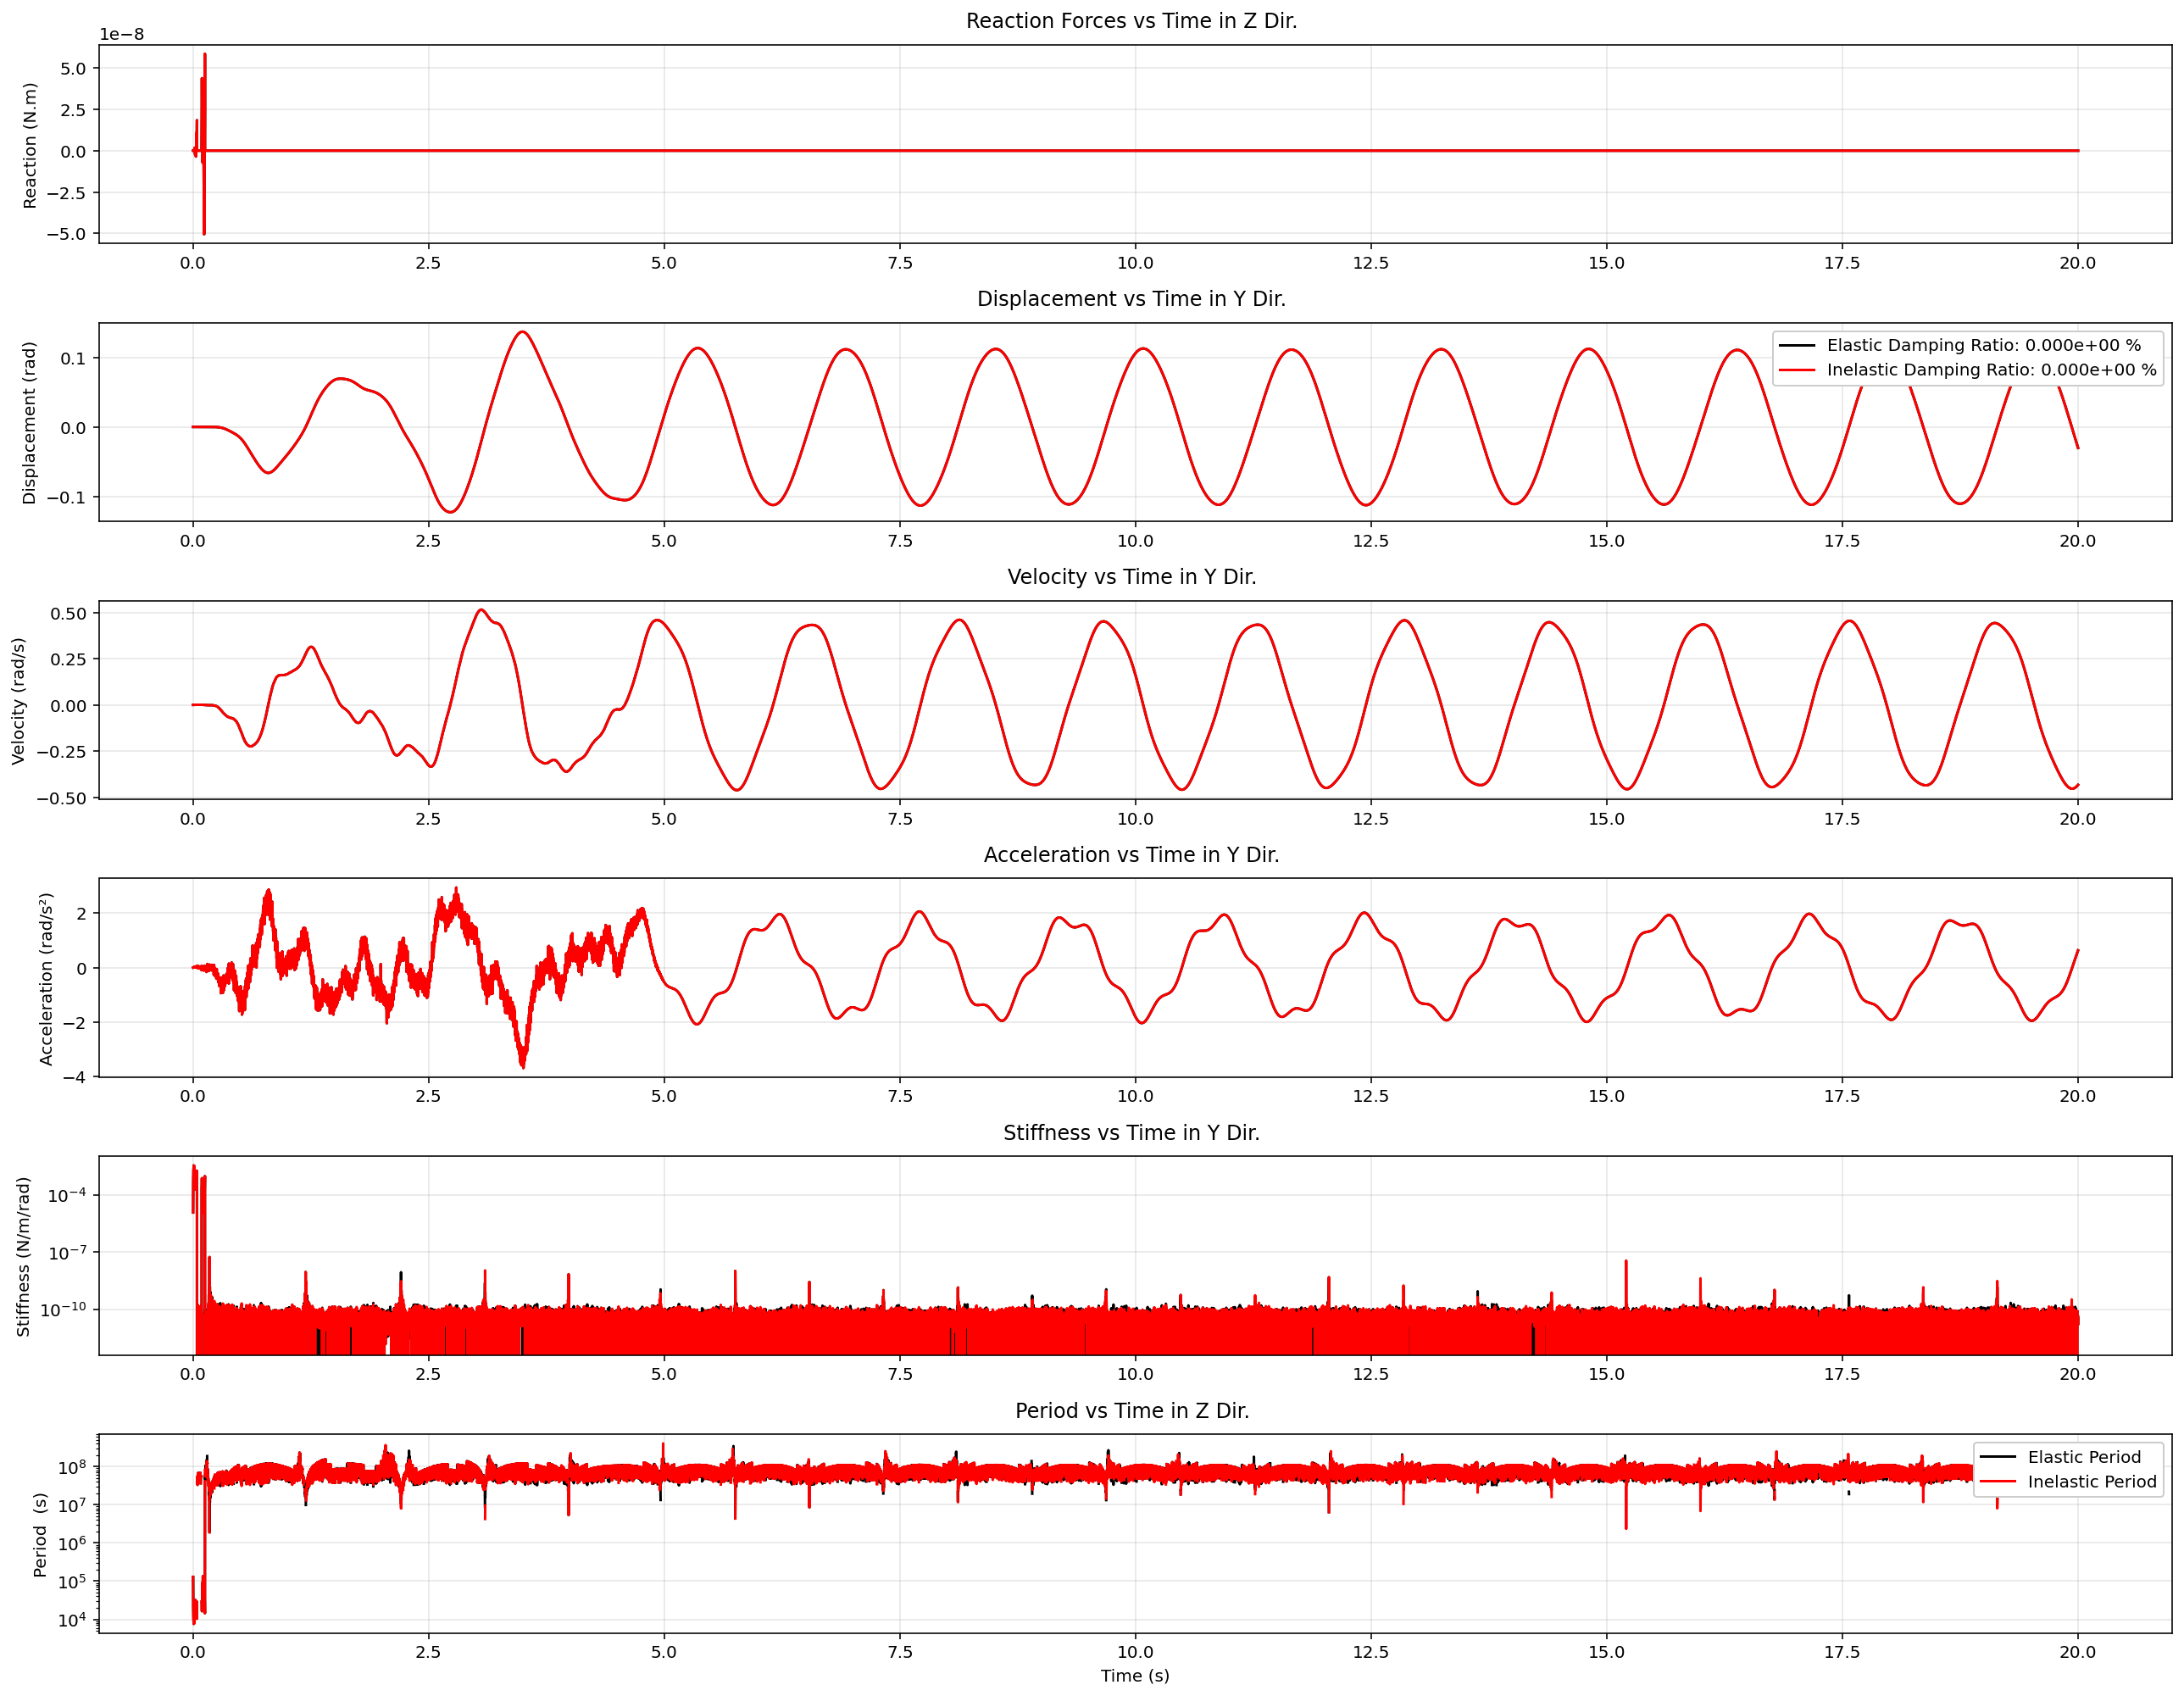 Reaction Forces vs Time in Z Dir.
1e−8
5.0
2.5
0.0
−2.5
−5.0
Reaction (N.m)
0.0 2.5 5.0 7.5 10.0 12.5 15.0 17.5 20.0
Displacement vs Time in Y Dir.
0.1
0.0
−0.1
Displacement (rad)
Elastic Damping Ratio: 0.000e+00 %
Inelastic Damping Ratio: 0.000e+00 %
0.0 2.5 5.0 7.5 10.0 12.5 15.0 17.5 20.0
Velocity vs Time in Y Dir.
0.50
0.25
0.00
−0.25
−0.50
Velocity (rad/s)
0.0 2.5 5.0 7.5 10.0 12.5 15.0 17.5 20.0
Acceleration vs Time in Y Dir.
2
0
−2
−4
Acceleration (rad/s²)
0.0 2.5 5.0 7.5 10.0 12.5 15.0 17.5 20.0
Stiffness vs Time in Y Dir.
10⁻⁴
10⁻⁷
10⁻¹⁰
Stiffness (N/m/rad)
0.0 2.5 5.0 7.5 10.0 12.5 15.0 17.5 20.0
Period vs Time in Z Dir.
10⁸
10⁷
10⁶
10⁵
10⁴
Period (s)
Elastic Period
Inelastic Period
0.0 2.5 5.0 7.5 10.0 12.5 15.0 17.5 20.0
Time (s)